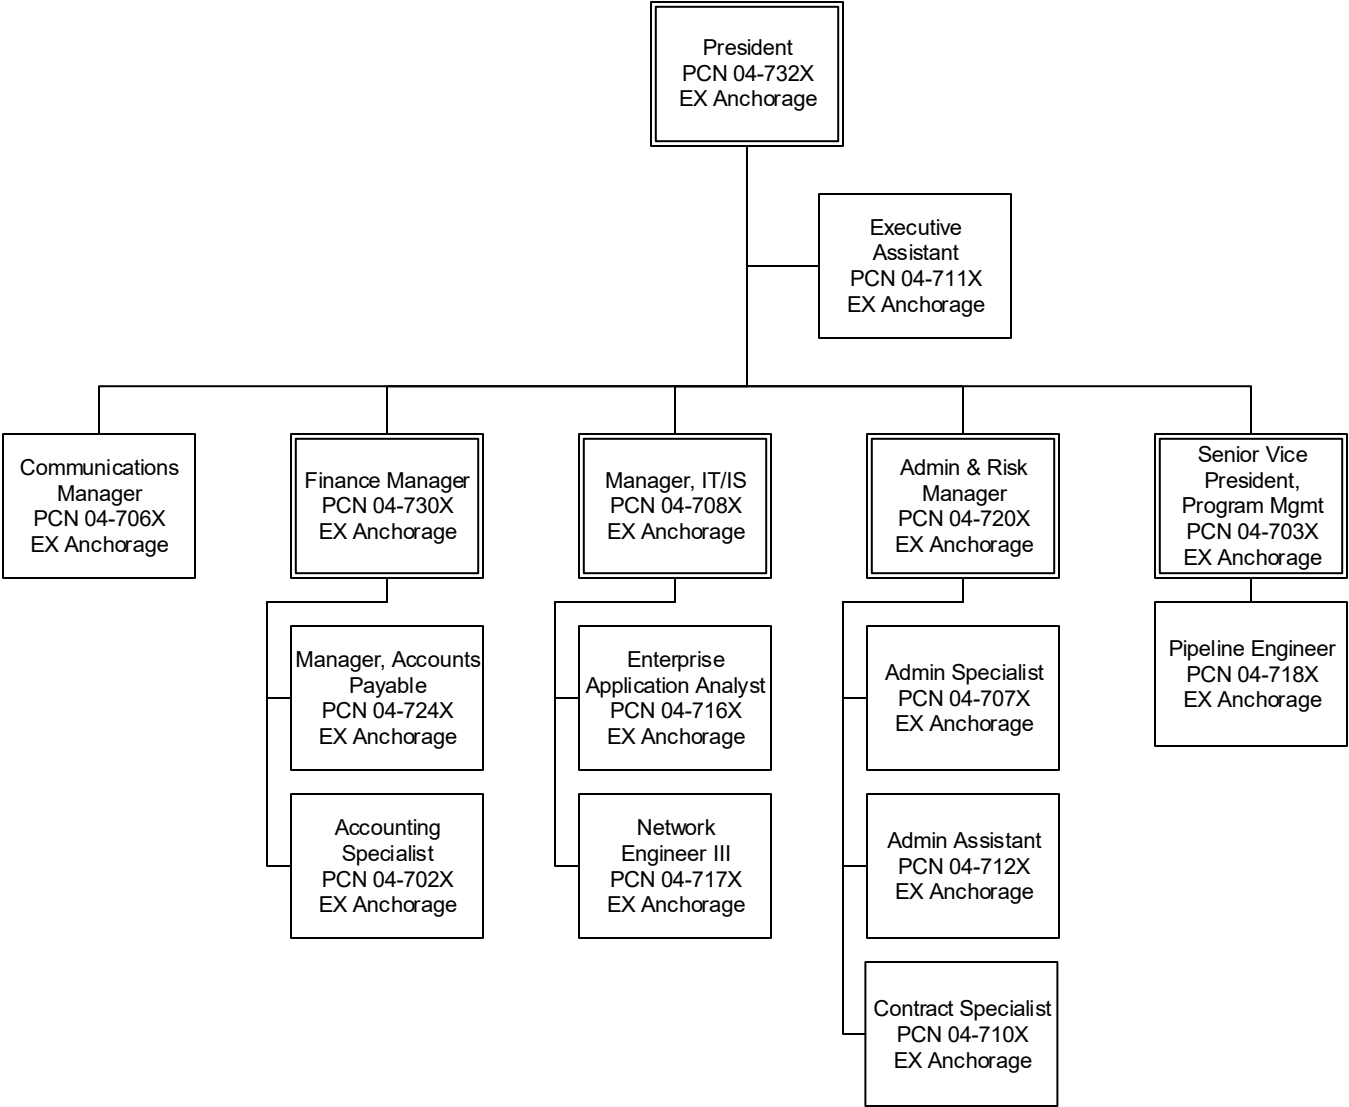 President
PCN 04-732X
EX Anchorage
Executive
Assistant
PCN 04-711X
EX Anchorage
Communications
Manager
PCN 04-706X
EX Anchorage
Finance Manager
PCN 04-730X
EX Anchorage
Manager, IT/IS
PCN 04-708X
EX Anchorage
Admin & Risk
Manager
PCN 04-720X
EX Anchorage
Senior Vice
President,
Program Mgmt
PCN 04-703X
EX Anchorage
Manager, Accounts
Payable
PCN 04-724X
EX Anchorage
Enterprise
Application Analyst
PCN 04-716X
EX Anchorage
Admin Specialist
PCN 04-707X
EX Anchorage
Pipeline Engineer
PCN 04-718X
EX Anchorage
Accounting
Specialist
PCN 04-702X
EX Anchorage
Network
Engineer III
PCN 04-717X
EX Anchorage
Admin Assistant
PCN 04-712X
EX Anchorage
Contract Specialist
PCN 04-710X
EX Anchorage